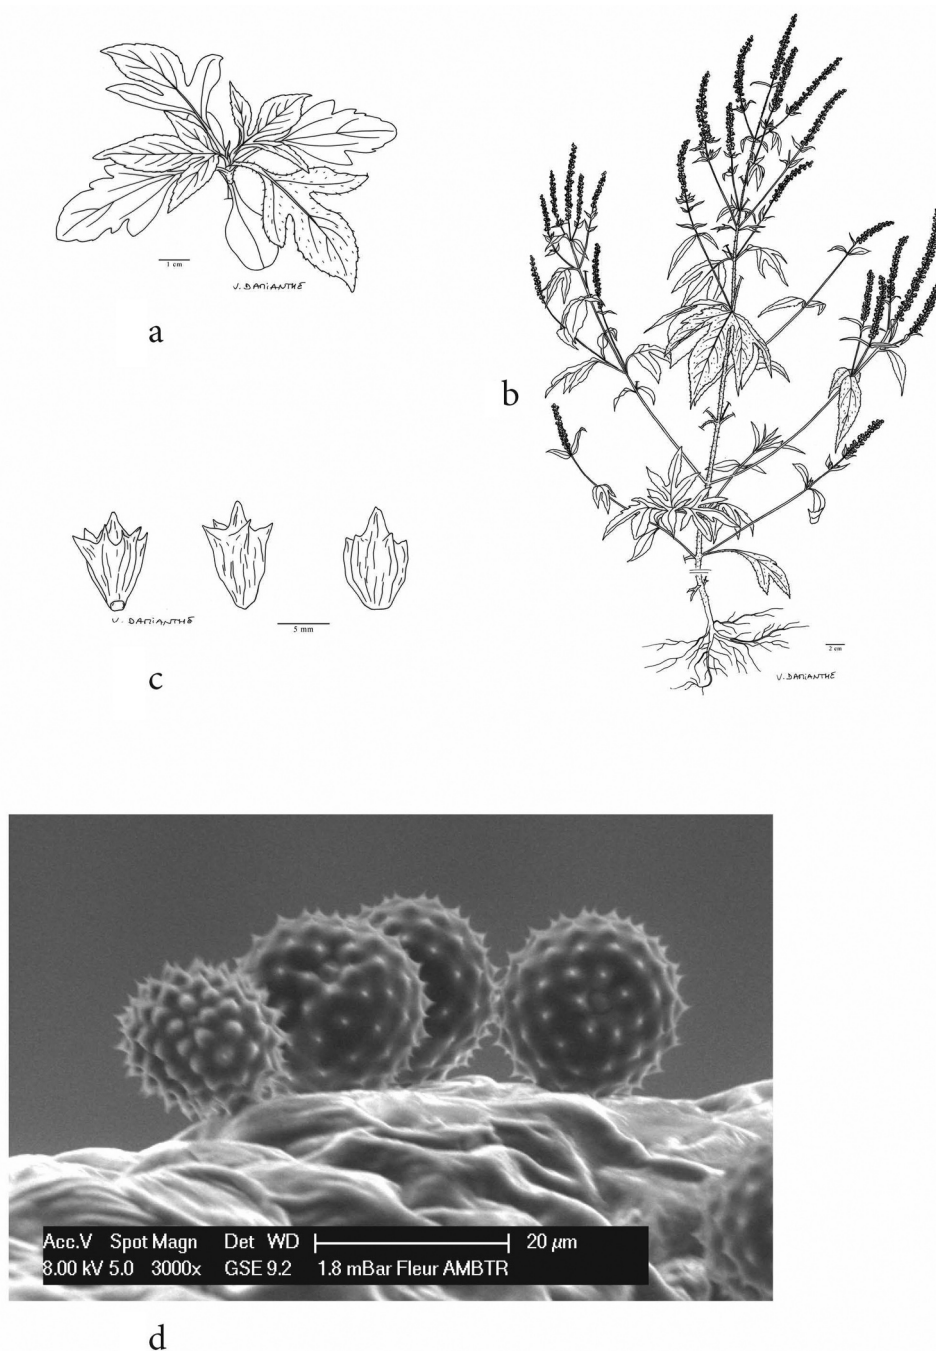 1 cm
V. DAMIANTHE
a
b
2 cm
V. DAMIANTHE
V. DAMIANTHE
5 mm
c
Acc.V Spot Magn Det WD 20 µm
8.00 kV 5.0 3000x GSE 9.2 1.8 mBar Fleur AMBTR
d